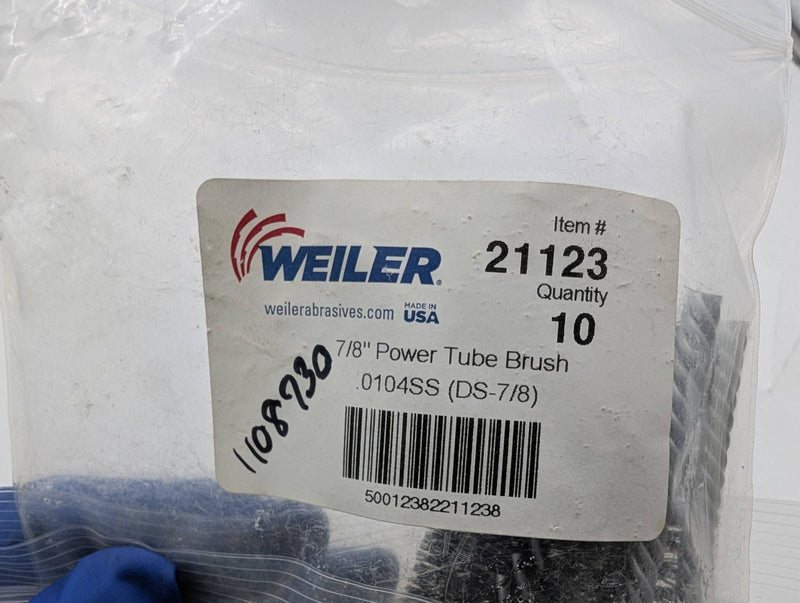 WEILER®
weilerabrasives.com
MADE IN
USA
Item #
21123
Quantity
10
7/8" Power Tube Brush
.0104SS (DS-7/8)
1108730
50012382211238